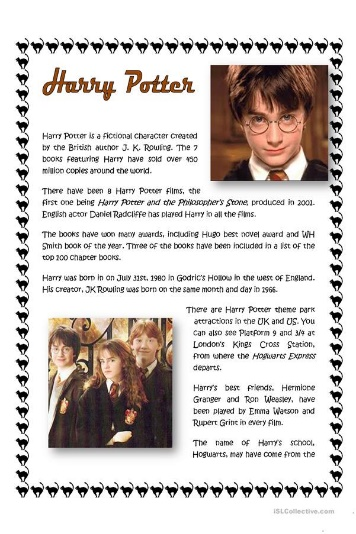 Harry Potter
Harry Potter is a fictional character created
by the British author J. K. Rowling. The 7
books featuring Harry have sold over 450
million copies around the world.
There have been 8 Harry Potter films, the
first one being Harry Potter and the Philosopher's Stone, produced in 2001.
English actor Daniel Radcliffe has played Harry in all the films.
The books have won many awards, including Hugo best novel award and WH
Smith book of the year. Three of the books have been included in a list of the
top 100 chapter books.
Harry was born in on July 31st, 1980 in Godric's Hollow in the west of England.
His creator, JK Rowling was born on the same month and day in 1966.
There are Harry Potter theme park
attractions in the UK and US. You
can also see Platform 9 and 3/4 at
London's Kings Cross Station,
from where the Hogwarts Express
departs.
Harry's best friends, Hermione
Granger and Ron Weasley, have
been played by Emma Watson and
Rupert Grint in every film.
The name of Harry's school,
Hogwarts, may have come from the
iSLCollective.com